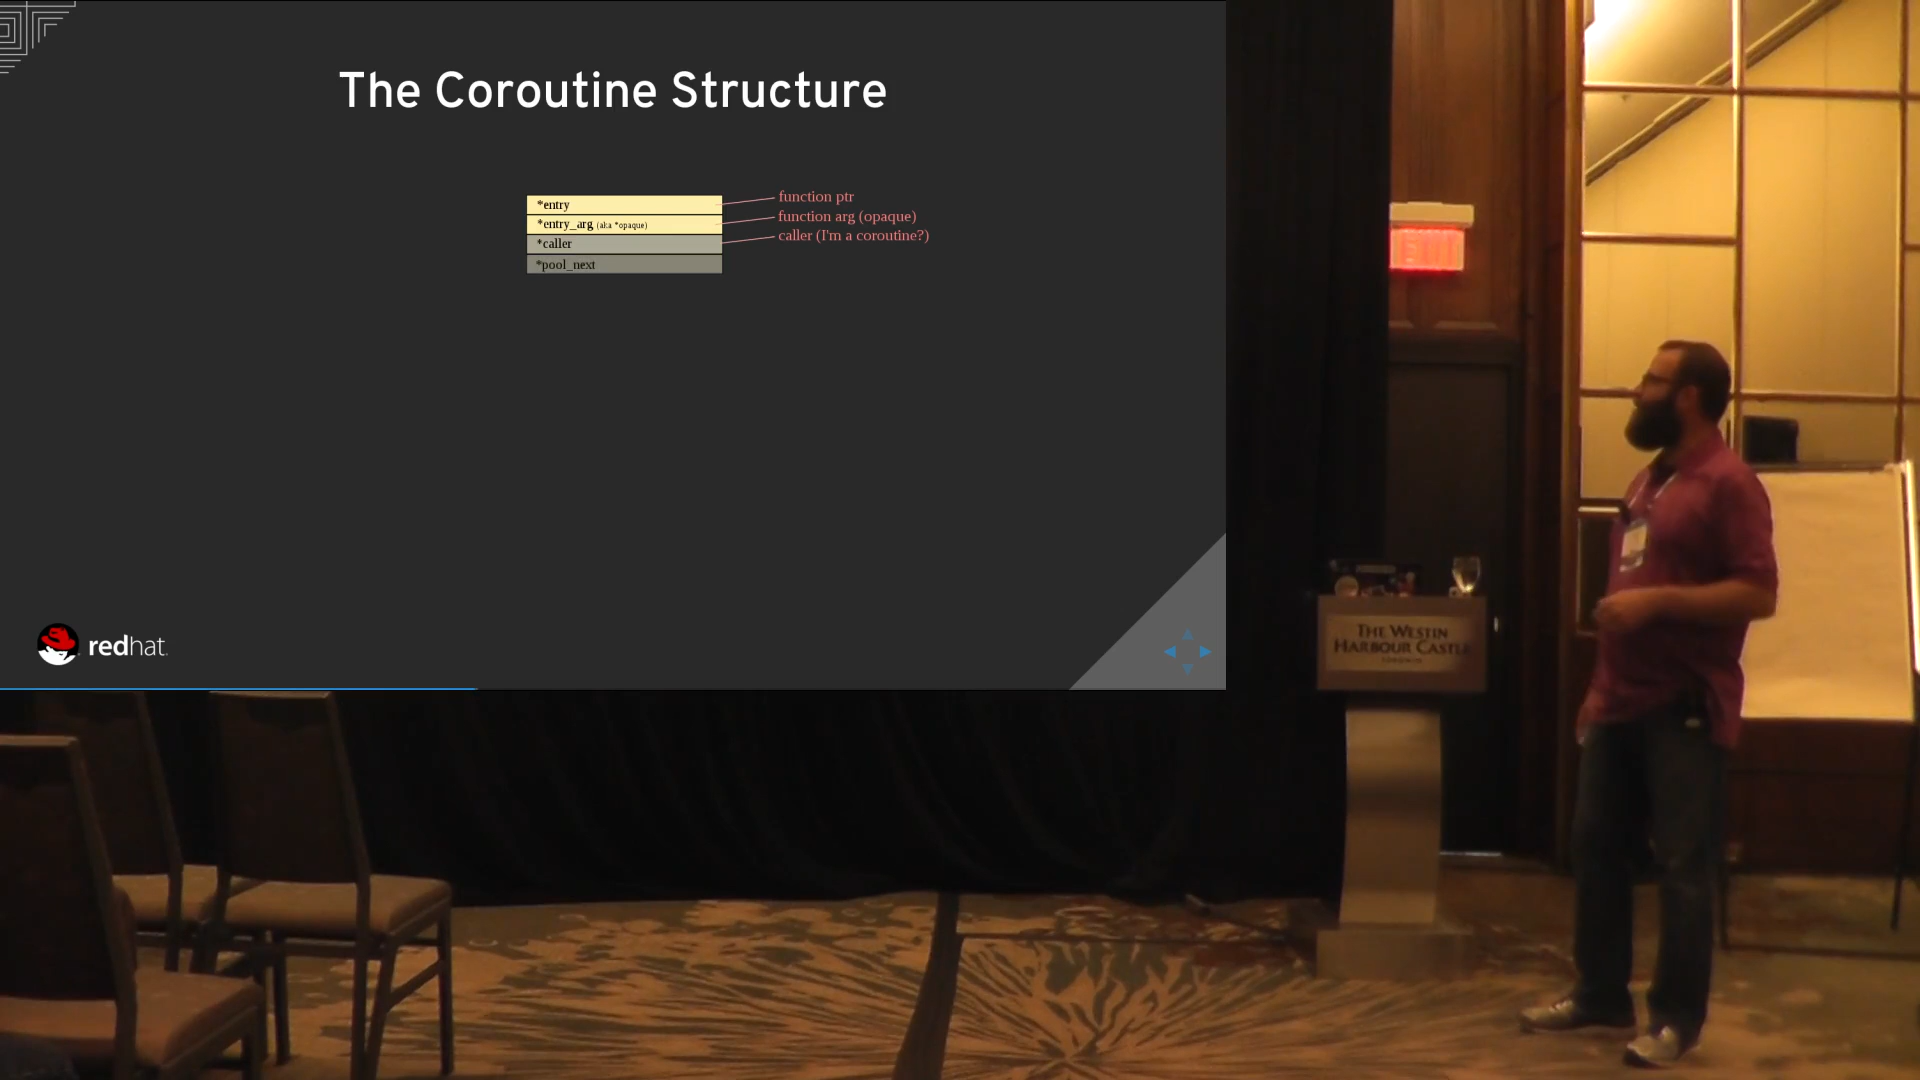 The Coroutine Structure
*entry
*entry_arg (aka *opaque)
*caller
*pool_next
function ptr
function arg (opaque)
caller (I'm a coroutine?)
redhat.
THE WESTIN
HARBOUR CASTLE